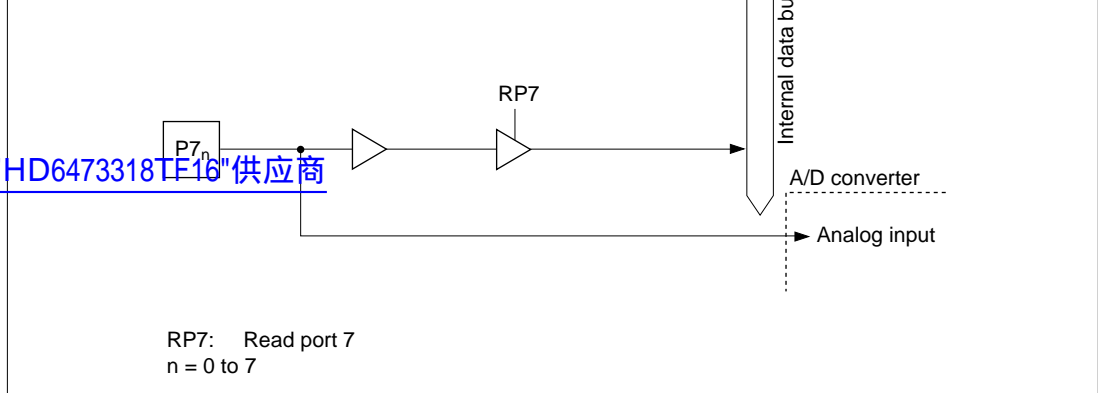 Internal data bu
RP7
P7n
HD6473318TF16"供应商
A/D converter
Analog input
RP7: Read port 7
n = 0 to 7